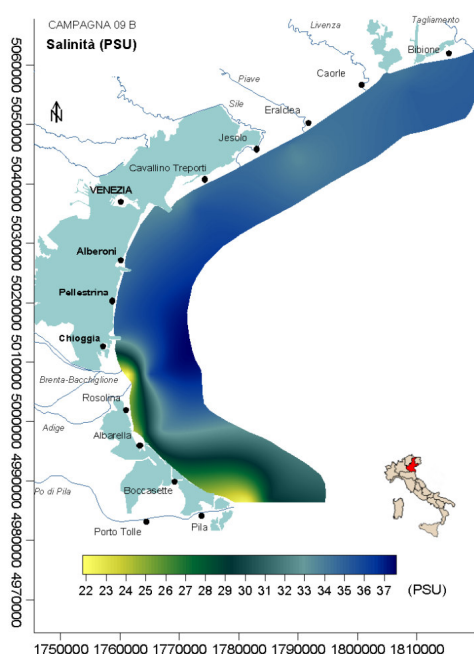 CAMPAGNA 09 B
Salinità (PSU)
Livenza
Tagliamento
Bibione
Caorle
Piave
Eraldea
Sile
Jesolo
Cavallino Treporti
VENEZIA
Alberoni
Pellestrina
Chioggia
Brenta-Bacchiglione
Rosolina
Adige
Albarella
Boccasette
Po di Pila
Porto Tolle
Pila
N
5060000
5050000
5040000
5030000
5020000
5010000
5000000
4990000
4980000
4970000
22 23 24 25 26 27 28 30 31 32 33 34 35 36 37 (PSU)
1750000 1760000 1770000 1780000 1790000 1800000 1810000